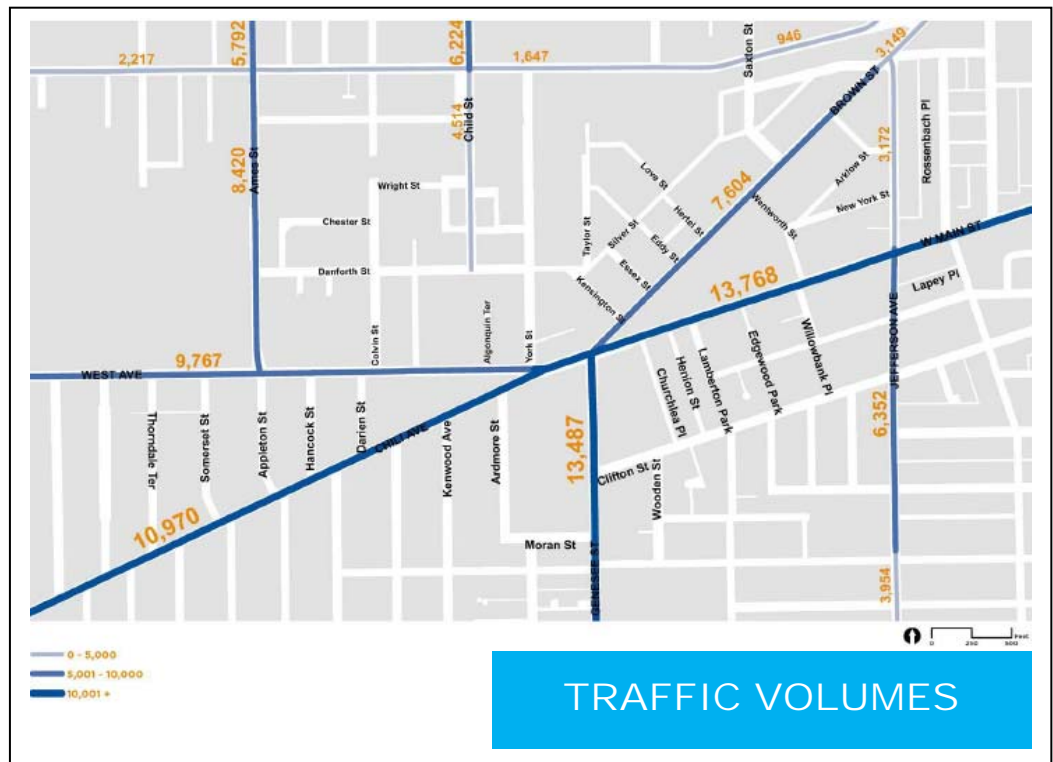 946
3,149
5,792
6,224
2,217
1,647
Saxton St
BROWN ST
4,514
Child St
3,172
Rossenbach Pl
8,420
Ames St
Wright St
Love St
7,604
Arklow St
Chester St
Taylor St
Silver St
Hertel St
Eddy St
Wentworth St
New York St
Essex St
W MAIN ST
Danforth St
Kensington St
13,768
Lapey Pl
Colvin St
Algonquin Ter
York St
9,767
WEST AVE
Willowbank Pl
Edgewood Park
Lamberton Park
Henion St
Churchlea Pl
JEFFERSON AVE
6,352
Thorndale Ter
Somerset St
Appleton St
Hancock St
Darien St
CHILI AVE
Kenwood Ave
Ardmore St
13,487
Clifton St
Wooden St
10,970
Moran St
GENESEE ST
3,954
0 250 500 Feet
0 - 5,000
5,001 - 10,000
10,001 +
TRAFFIC VOLUMES